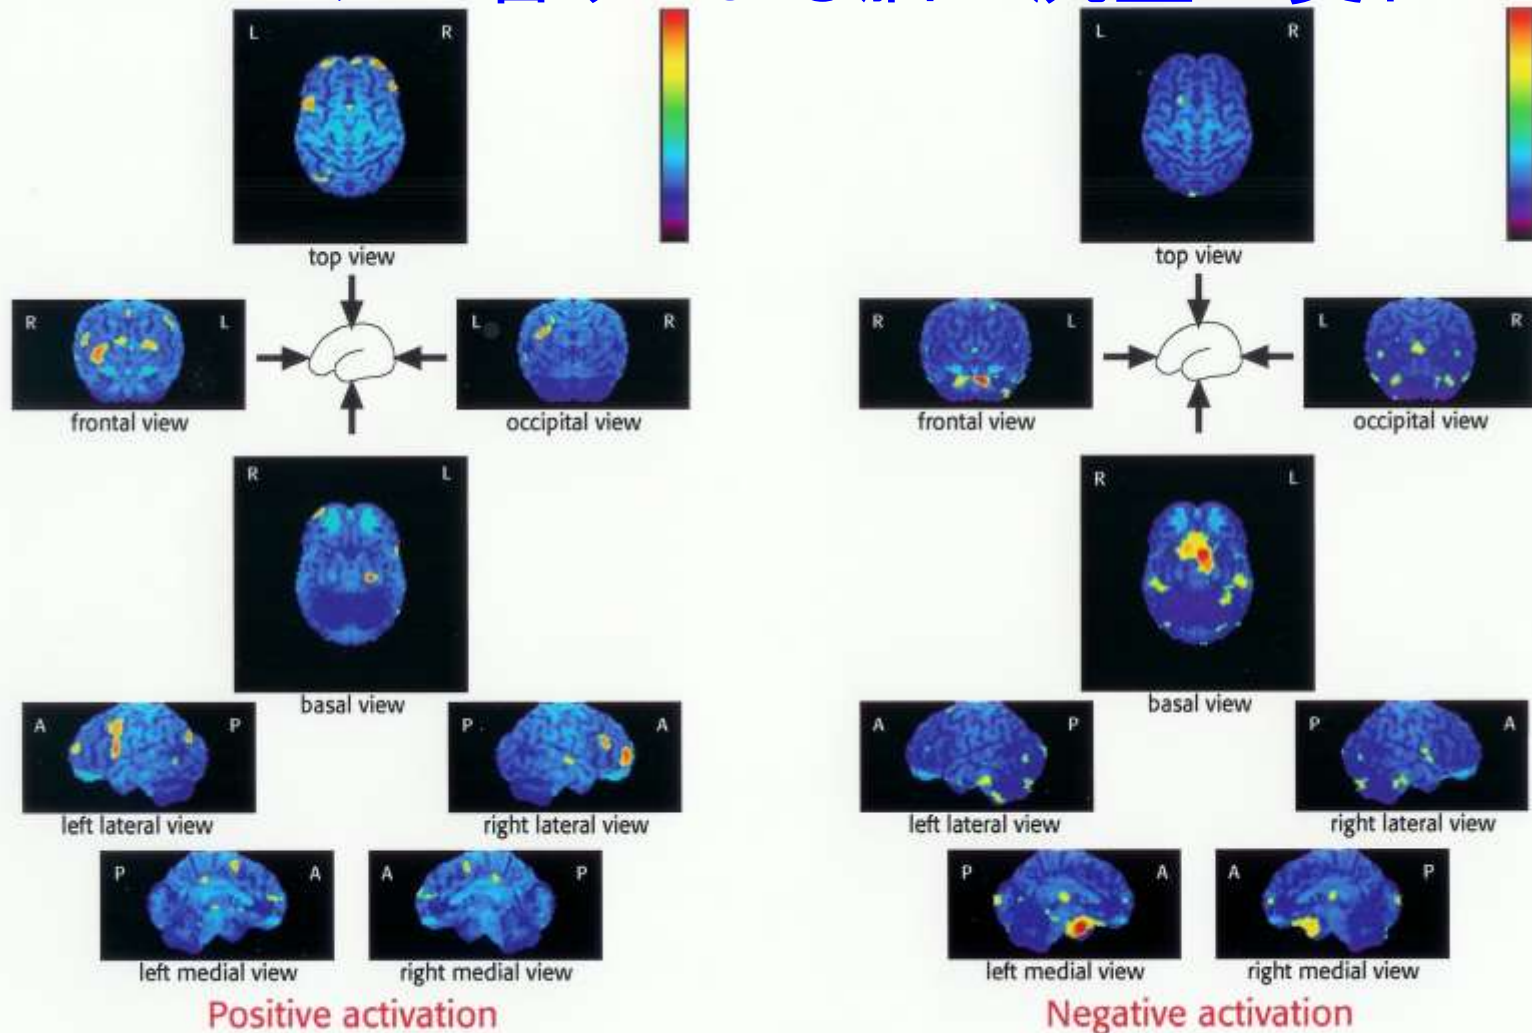 L R
top view
R L
frontal view
L R
occipital view
R L
basal view
A P
left lateral view
P A
right lateral view
P A
left medial view
A P
right medial view
Positive activation
L R
top view
R L
frontal view
L R
occipital view
R L
basal view
A P
left lateral view
P A
right lateral view
P A
left medial view
A P
right medial view
Negative activation